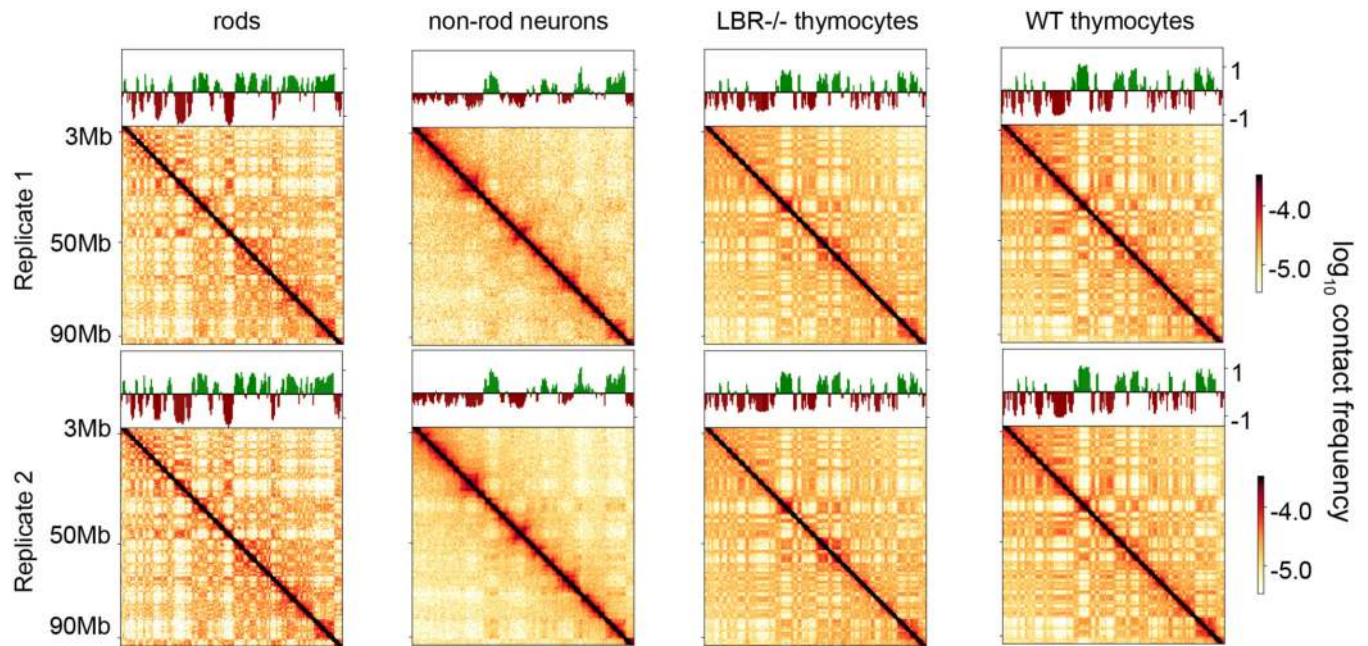 rods
non-rod neurons
LBR-/- thymocytes
WT thymocytes
Replicate 1
1
-1
3Mb
50Mb
90Mb
-4.0
-5.0
log10 contact frequency
Replicate 2
1
-1
3Mb
50Mb
90Mb
-4.0
-5.0